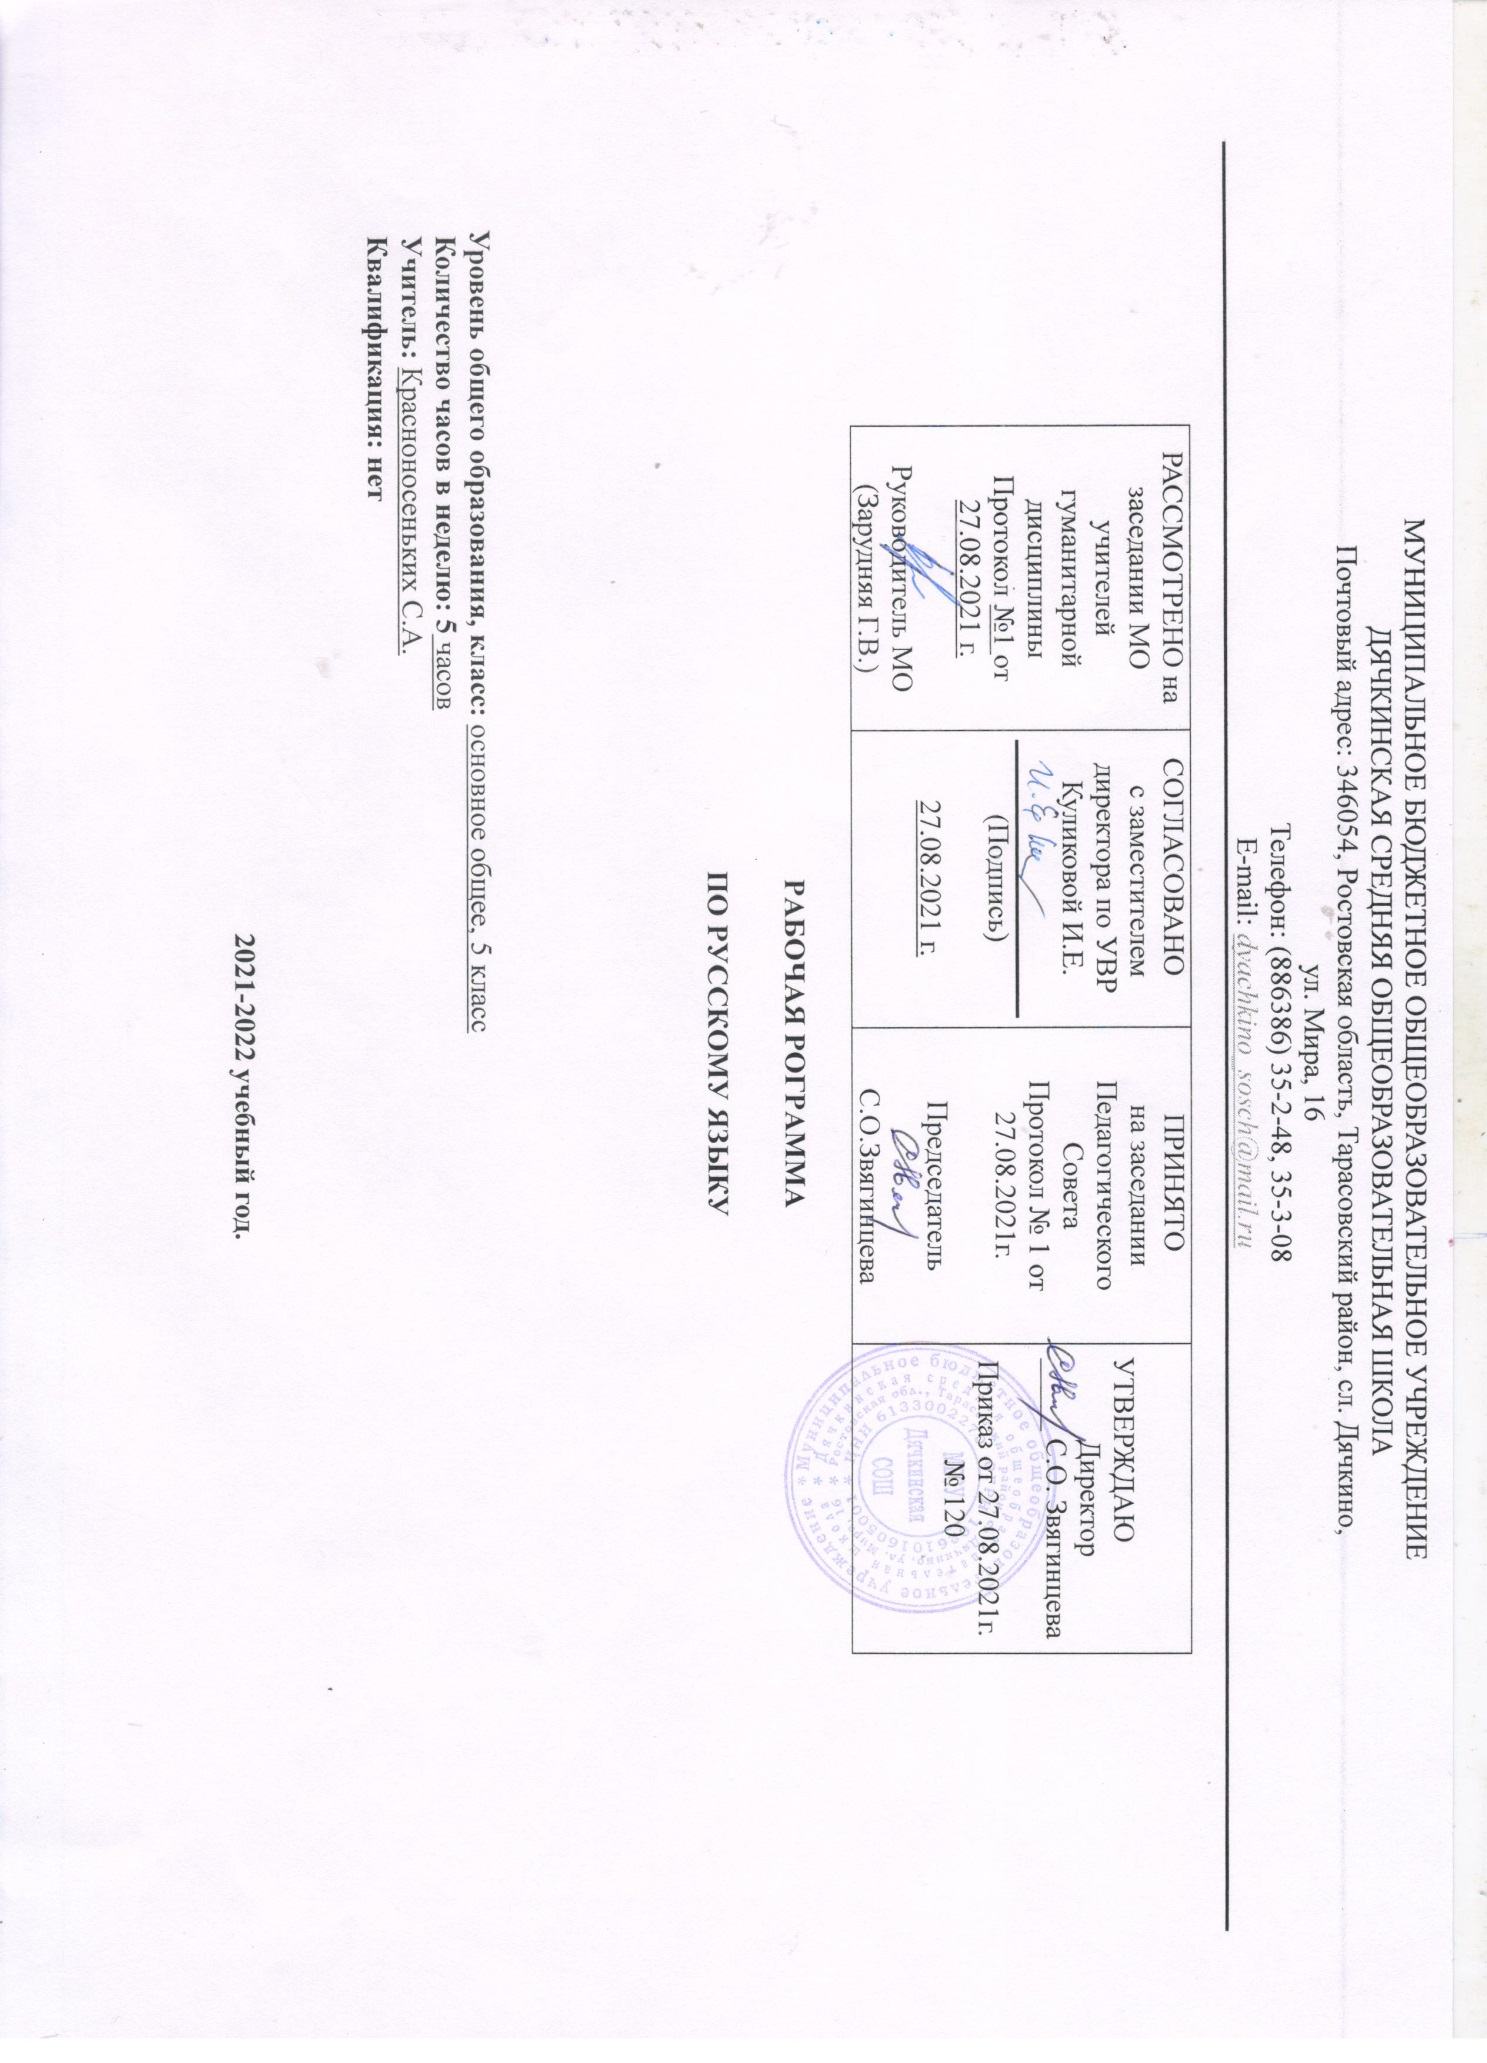 МУНИЦИПАЛЬНОЕ БЮДЖЕТНОЕ ОБЩЕОБРАЗОВАТЕЛЬНОЕ УЧРЕЖДЕНИЕ
ДЯЧКИНСКАЯ СРЕДНЯЯ ОБЩЕОБРАЗОВАТЕЛЬНАЯ ШКОЛА
Почтовый адрес: 346054, Ростовская область, Тарасовский район, сл. Дячкино,
ул. Мира, 16
Телефон: (886386) 35-2-48, 35-3-08
E-mail: dyachkino_sosch@mail.ru
РАССМОТРЕНО на
заседании МО
учителей
гуманитарной
дисциплины
Протокол №1 от
27.08.2021 г.
Руководитель МО
(Зарудняя Г.В.)
СОГЛАСОВАНО
с заместителем
директора по УВР
Куликовой И.Е.
(Подпись)
27.08.2021 г.
ПРИНЯТО
на заседании
Педагогического
Совета
Протокол № 1 от
27.08.2021г.
Председатель
С.О.Звягинцева
УТВЕРЖДАЮ
Директор
С.О. Звягинцева
Приказ от 27.08.2021г.
№ 120
Дячкинская
СОШ
РАБОЧАЯ РОГРАММА
ПО РУССКОМУ ЯЗЫКУ
Уровень общего образования, класс: основное общее, 5 класс
Количество часов в неделю: 5 часов
Учитель: Красноносеньких С.А.
Квалификация: нет
2021-2022 учебный год.